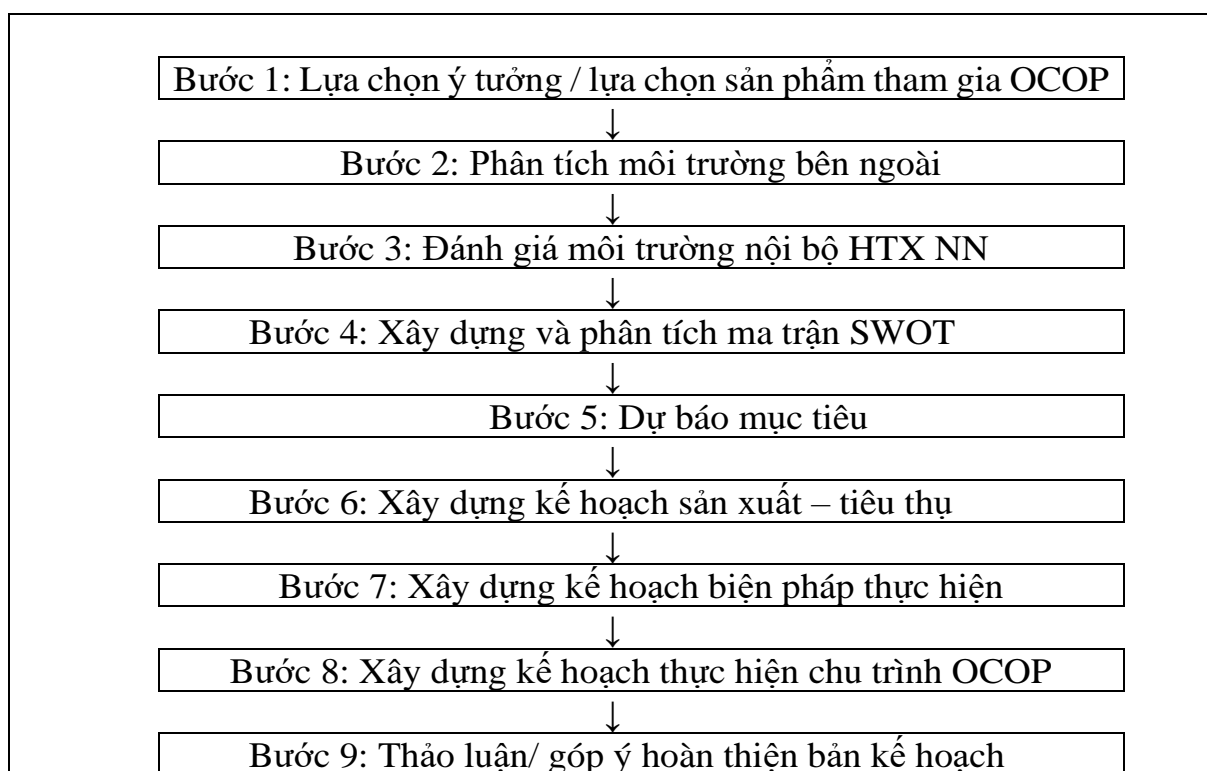 Bước 1: Lựa chọn ý tưởng / lựa chọn sản phẩm tham gia OCOP
↓
Bước 2: Phân tích môi trường bên ngoài
↓
Bước 3: Đánh giá môi trường nội bộ HTX NN
↓
Bước 4: Xây dựng và phân tích ma trận SWOT
↓
Bước 5: Dự báo mục tiêu
↓
Bước 6: Xây dựng kế hoạch sản xuất – tiêu thụ
↓
Bước 7: Xây dựng kế hoạch biện pháp thực hiện
↓
Bước 8: Xây dựng kế hoạch thực hiện chu trình OCOP
↓
Bước 9: Thảo luận/ góp ý hoàn thiện bản kế hoạch